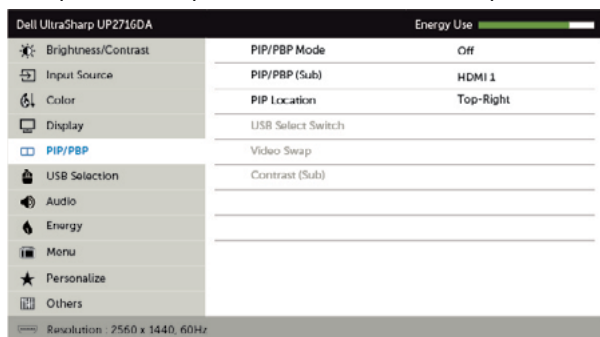 Dell UltraSharp UP2716DA Energy Use
Brightness/Contrast PIP/PBP Mode Off
Input Source PIP/PBP (Sub) HDMI 1
Color PIP Location Top-Right
Display USB Select Switch
PIP/PBP Video Swap
USB Selection Contrast (Sub)
Audio
Energy
Menu
Personalize
Others
Resolution : 2560 x 1440, 60Hz